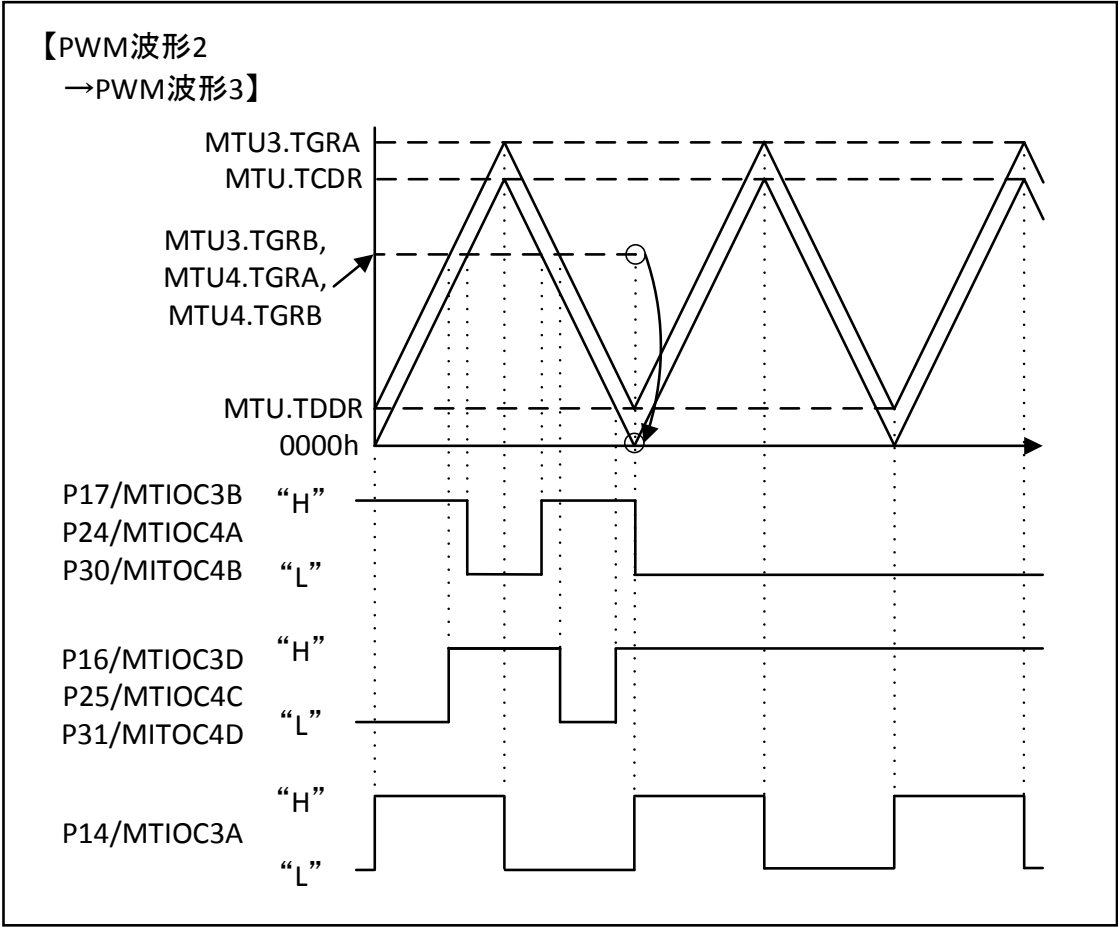 【PWM波形2
→PWM波形3】
MTU3.TGRA
MTU.TCDR
MTU3.TGRB,
MTU4.TGRA,
MTU4.TGRB
MTU.TDDR
0000h
P17/MTIOC3B
P24/MTIOC4A
P30/MITOC4B
“H”
“L”
P16/MTIOC3D
P25/MTIOC4C
P31/MITOC4D
“H”
“L”
P14/MTIOC3A
“H”
“L”